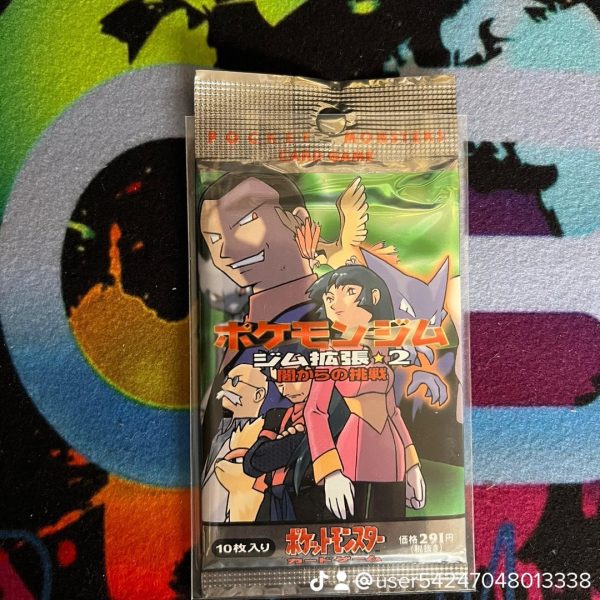 POCKET MONSTERS
CARD GAME
ポケモンジム
ジム拡張★2
闇からの挑戦
10枚入り
ポケットモンスター
カードゲーム
価格291円
(税抜き)
@user54247048013338